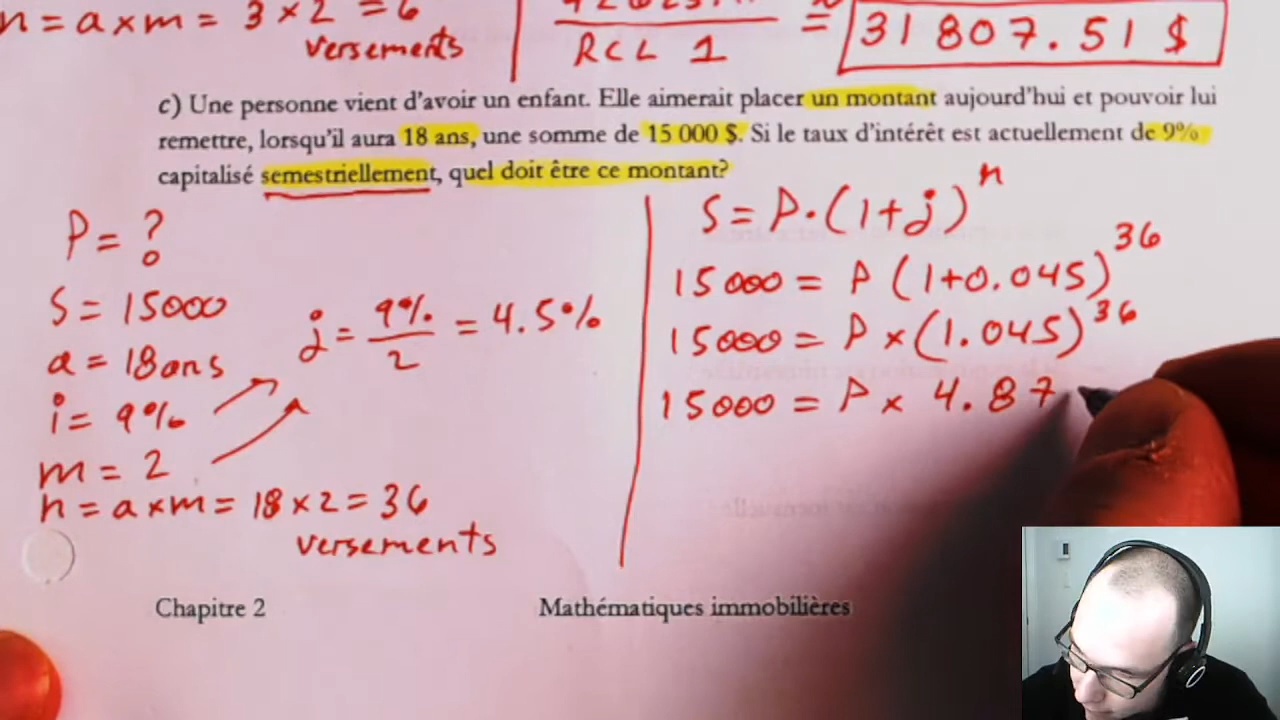 n = a x m = 3 x 2 = 6
versements
RCL 1
= 31 807.51 $
c) Une personne vient d'avoir un enfant. Elle aimerait placer un montant aujourd'hui et pouvoir lui
remettre, lorsqu'il aura 18 ans, une somme de 15 000 $. Si le taux d'intérêt est actuellement de 9%
capitalisé semestriellement, quel doit être ce montant?
P = ?
S = 15000
a = 18 ans
i = 9%
m = 2
n = a x m = 18 x 2 = 36
versements
j = 9% / 2 = 4.5%
S = P · (1+j)^n
15000 = P (1+0.045)^36
15000 = P x (1.045)^36
15000 = P x 4.87
Chapitre 2
Mathématiques immobilières